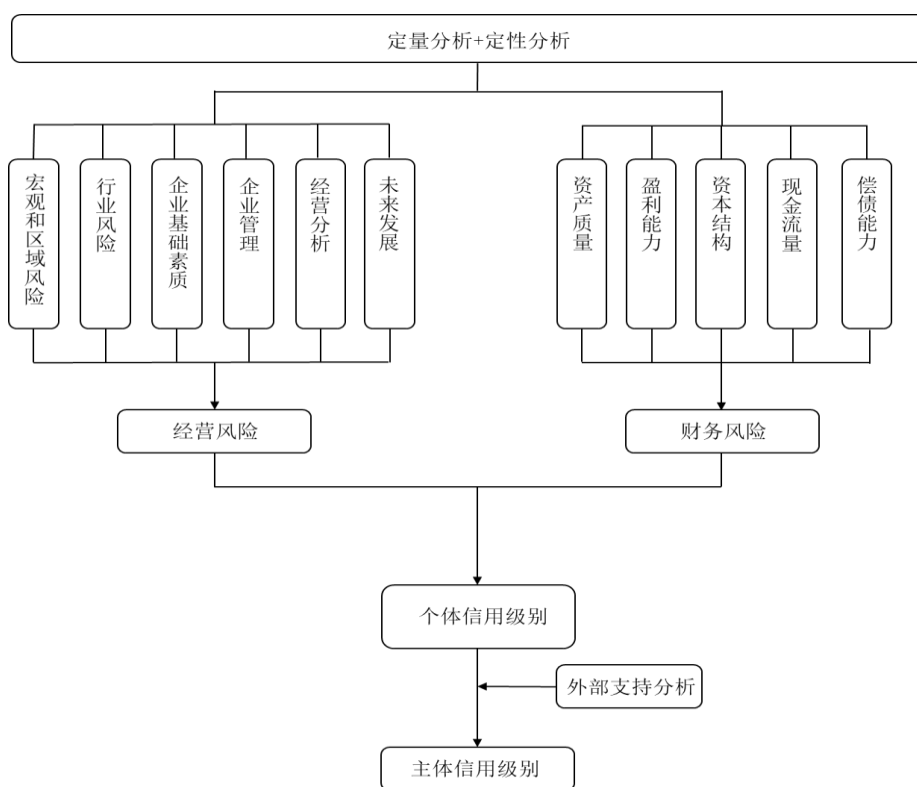 定量分析+定性分析
宏观和区域风险
行业风险
企业基础素质
企业管理
经营分析
未来发展
资产质量
盈利能力
资本结构
现金流量
偿债能力
经营风险
财务风险
个体信用级别
外部支持分析
主体信用级别